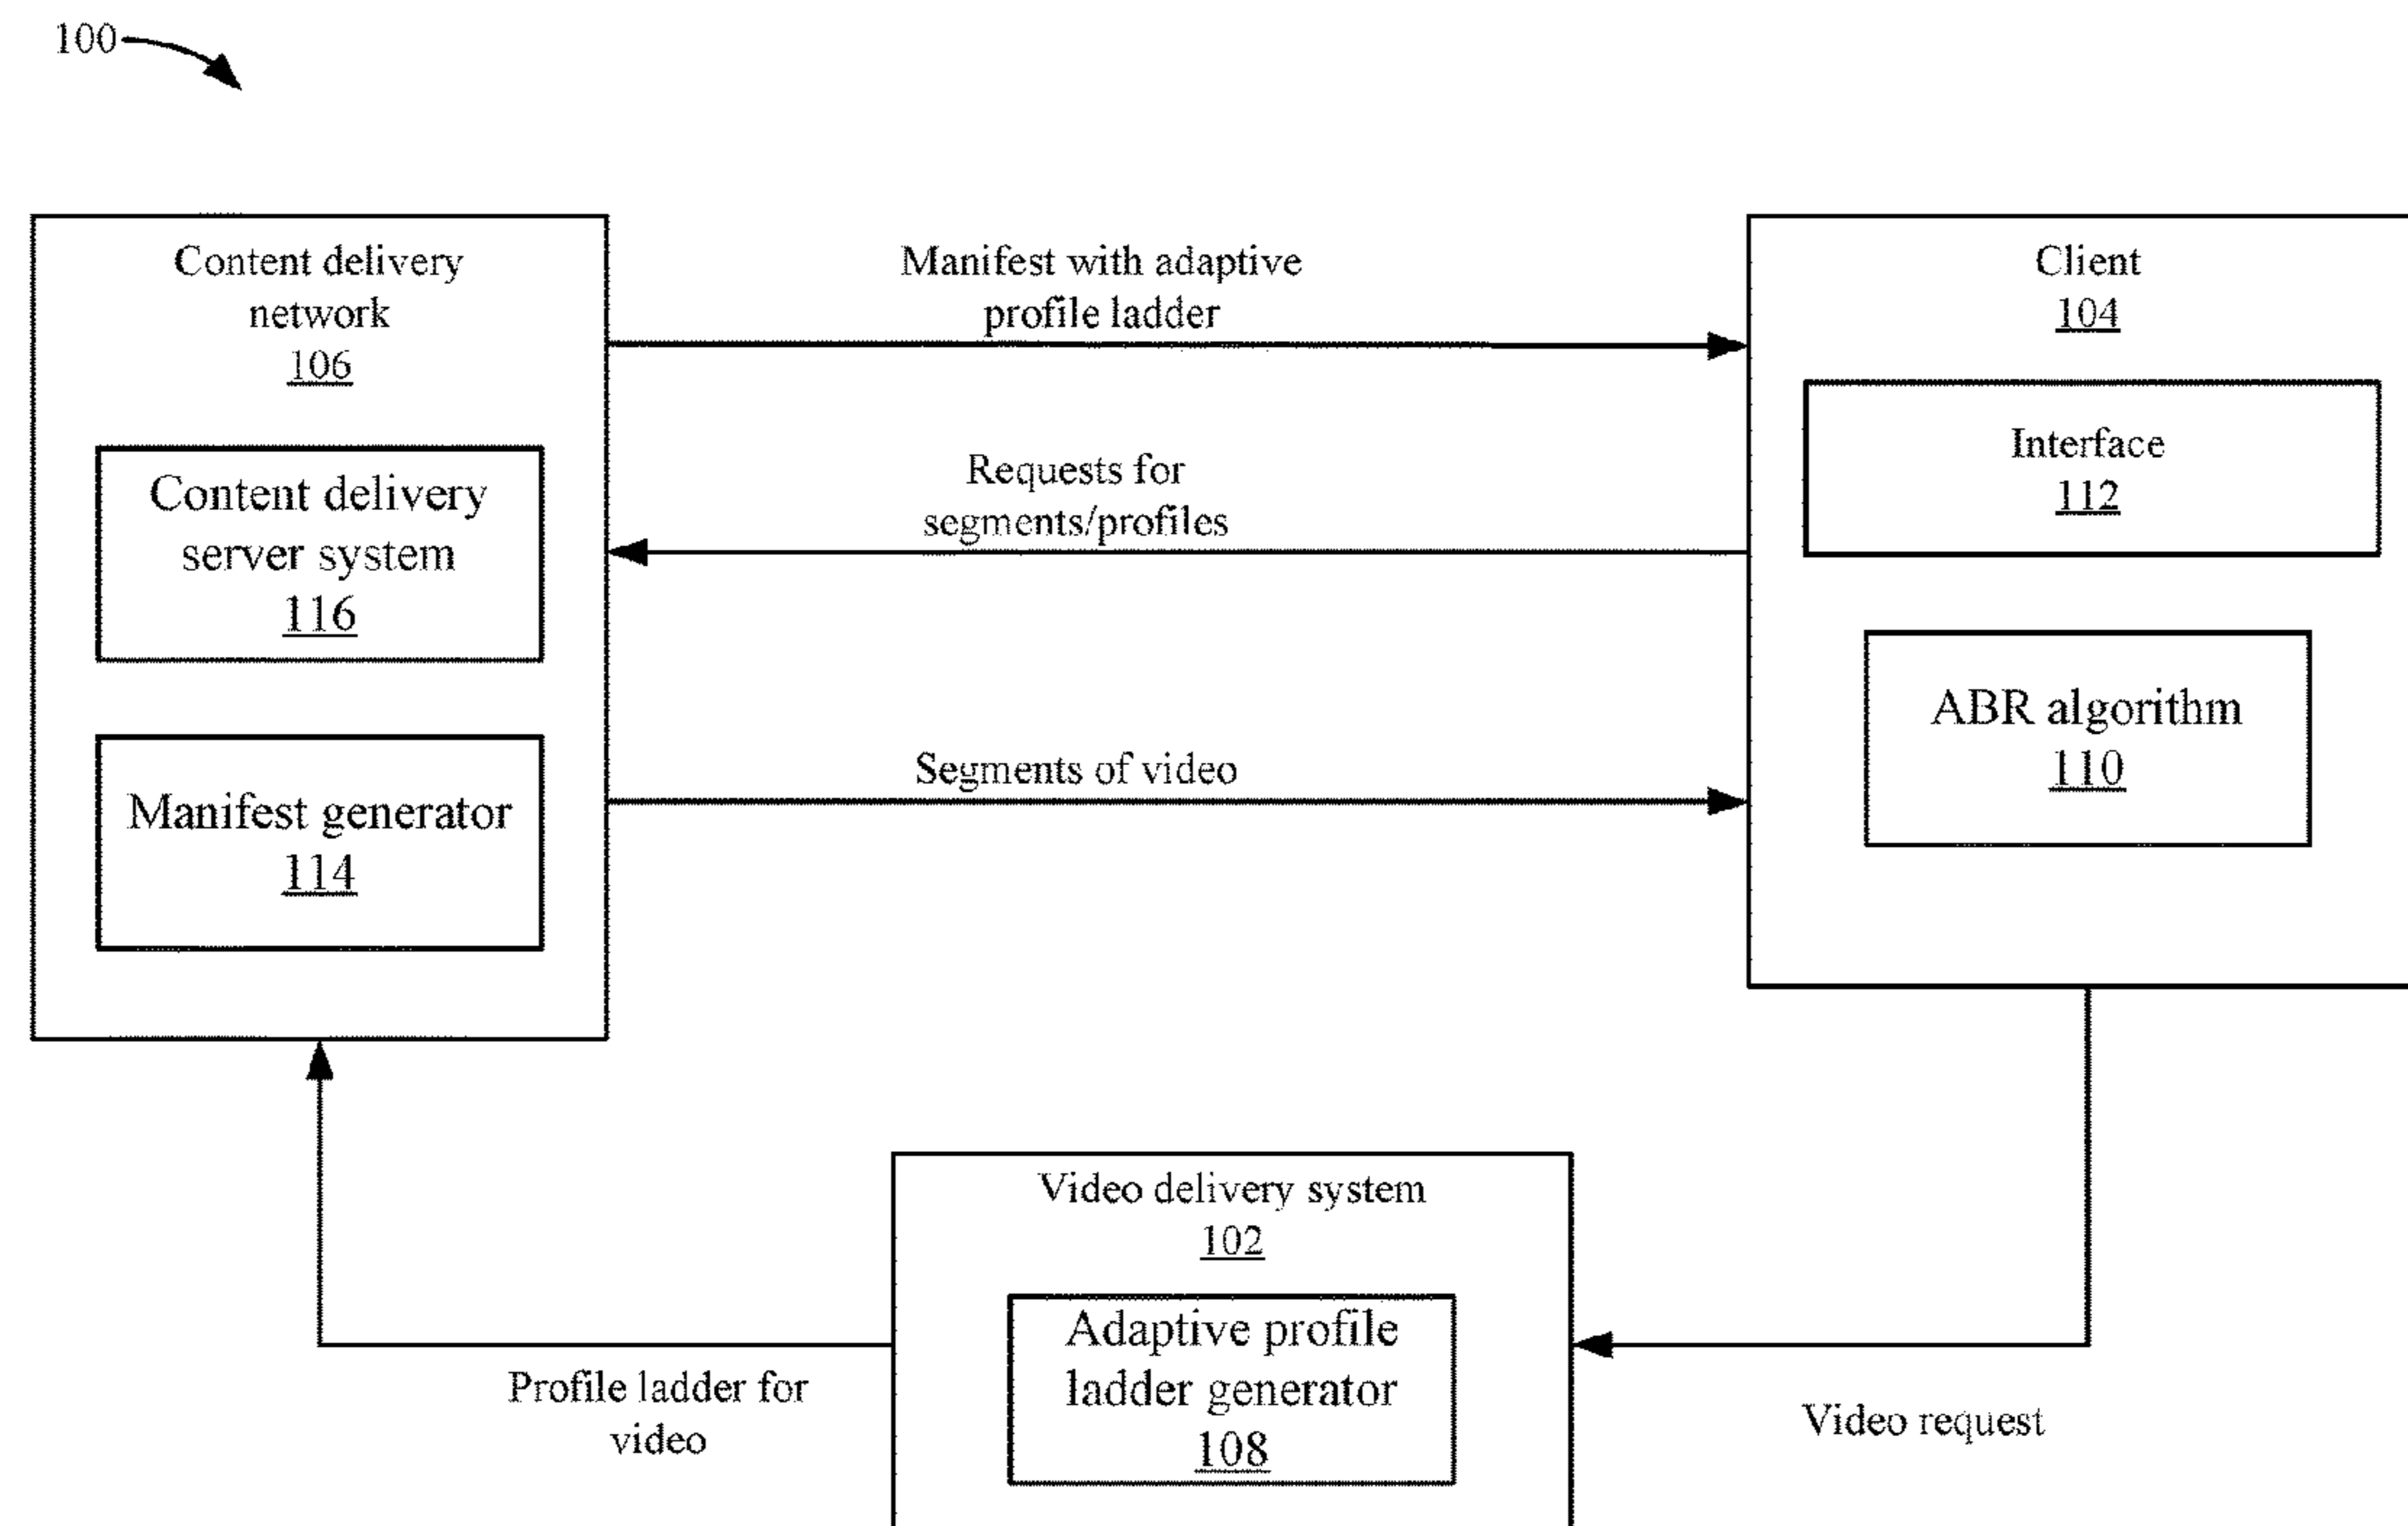 100
Content delivery
network
106
Content delivery
server system
116
Manifest generator
114
Manifest with adaptive
profile ladder
Requests for
segments/profiles
Segments of video
Client
104
Interface
112
ABR algorithm
110
Video delivery system
102
Adaptive profile
ladder generator
108
Profile ladder for
video
Video request